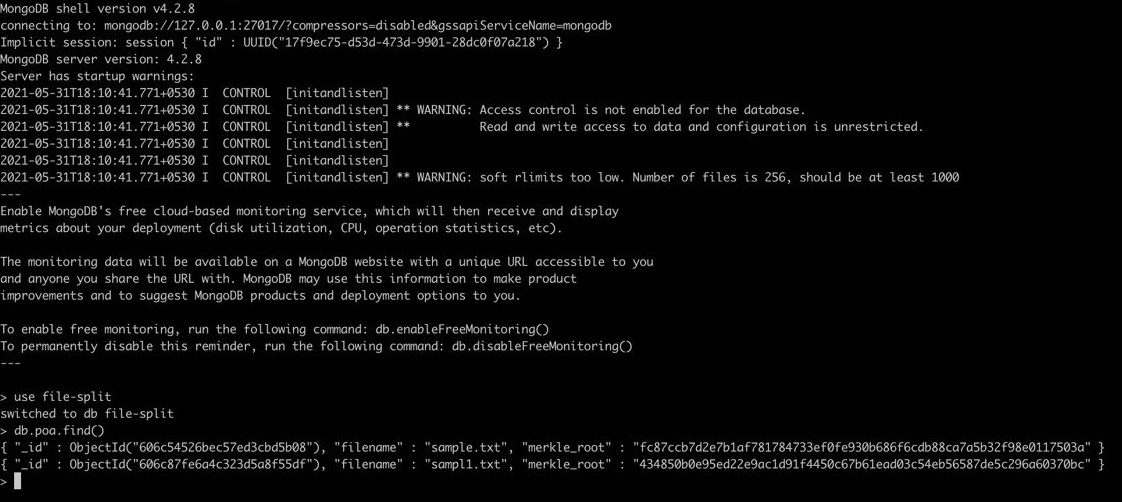 MongoDB shell version v4.2.8
connecting to: mongodb://127.0.0.1:27017/?compressors=disabled&gssapiServiceName=mongodb
Implicit session: session { "id" : UUID("17f9ec75-d53d-473d-9901-28dc0f07a218") }
MongoDB server version: 4.2.8
Server has startup warnings:
2021-05-31T18:10:41.771+0530 I  CONTROL  [initandlisten]
2021-05-31T18:10:41.771+0530 I  CONTROL  [initandlisten] ** WARNING: Access control is not enabled for the database.
2021-05-31T18:10:41.771+0530 I  CONTROL  [initandlisten] **          Read and write access to data and configuration is unrestricted.
2021-05-31T18:10:41.771+0530 I  CONTROL  [initandlisten]
2021-05-31T18:10:41.771+0530 I  CONTROL  [initandlisten]
2021-05-31T18:10:41.771+0530 I  CONTROL  [initandlisten] ** WARNING: soft rlimits too low. Number of files is 256, should be at least 1000
---
Enable MongoDB's free cloud-based monitoring service, which will then receive and display
metrics about your deployment (disk utilization, CPU, operation statistics, etc).
The monitoring data will be available on a MongoDB website with a unique URL accessible to you
and anyone you share the URL with. MongoDB may use this information to make product
improvements and to suggest MongoDB products and deployment options to you.
To enable free monitoring, run the following command: db.enableFreeMonitoring()
To permanently disable this reminder, run the following command: db.disableFreeMonitoring()
---
> use file-split
switched to db file-split
> db.poa.find()
{ "_id" : ObjectId("606c54526bec57ed3cbd5b08"), "filename" : "sample.txt", "merkle_root" : "fc87ccb7d2e7b1af781784733ef0fe930b686f6cdb88ca7a5b32f98e0117503a" }
{ "_id" : ObjectId("606c87fe6a4c323d5a8f55df"), "filename" : "sampl1.txt", "merkle_root" : "434850b0e95ed22e9ac1d91f4450c67b61ead03c54eb56587de5c296a60370bc" }
>